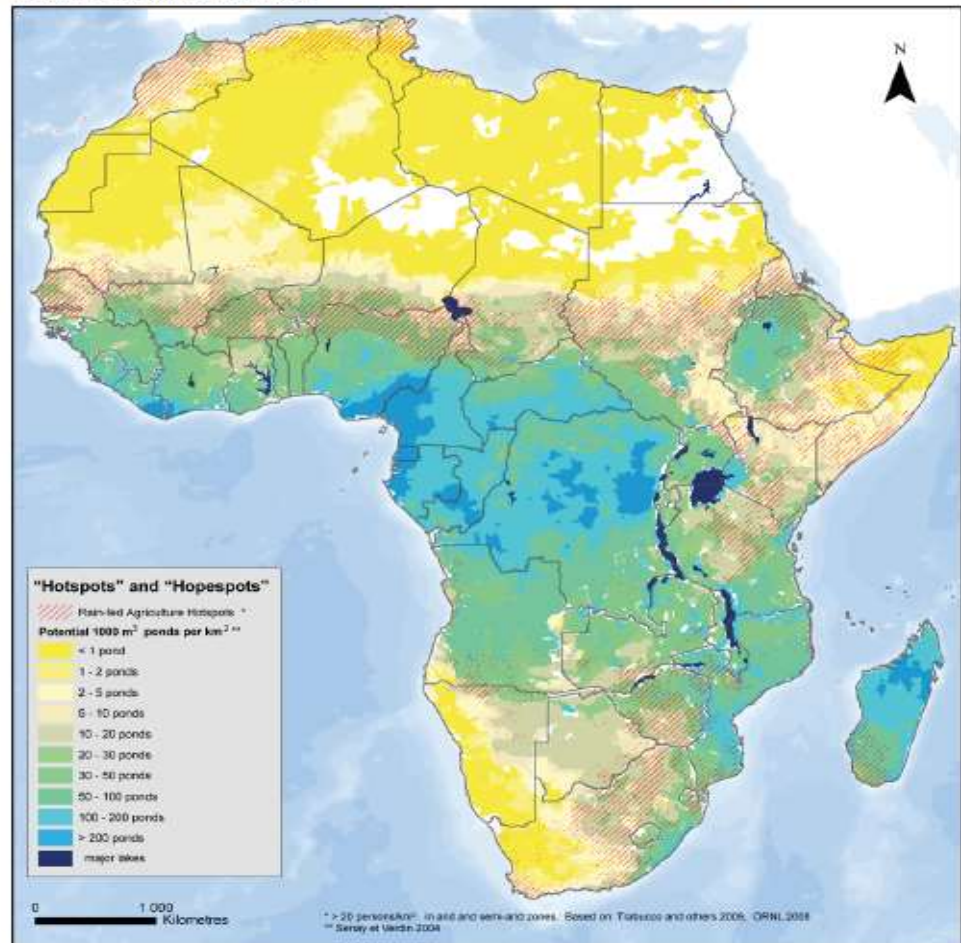 N
"Hotspots" and "Hopespots"
Rain-fed Agriculture Hotspots *
Potential 1000 m³ ponds per km² **
< 1 pond
1 - 2 ponds
2 - 5 ponds
5 - 10 ponds
10 - 20 ponds
20 - 30 ponds
30 - 50 ponds
50 - 100 ponds
100 - 200 ponds
> 200 ponds
major lakes
0 1 000
Kilometres
* > 20 persons/km² in arid and semi-arid zones. Based on Trabucco and others 2009, ORNL 2008
** Senay et Verdin 2004